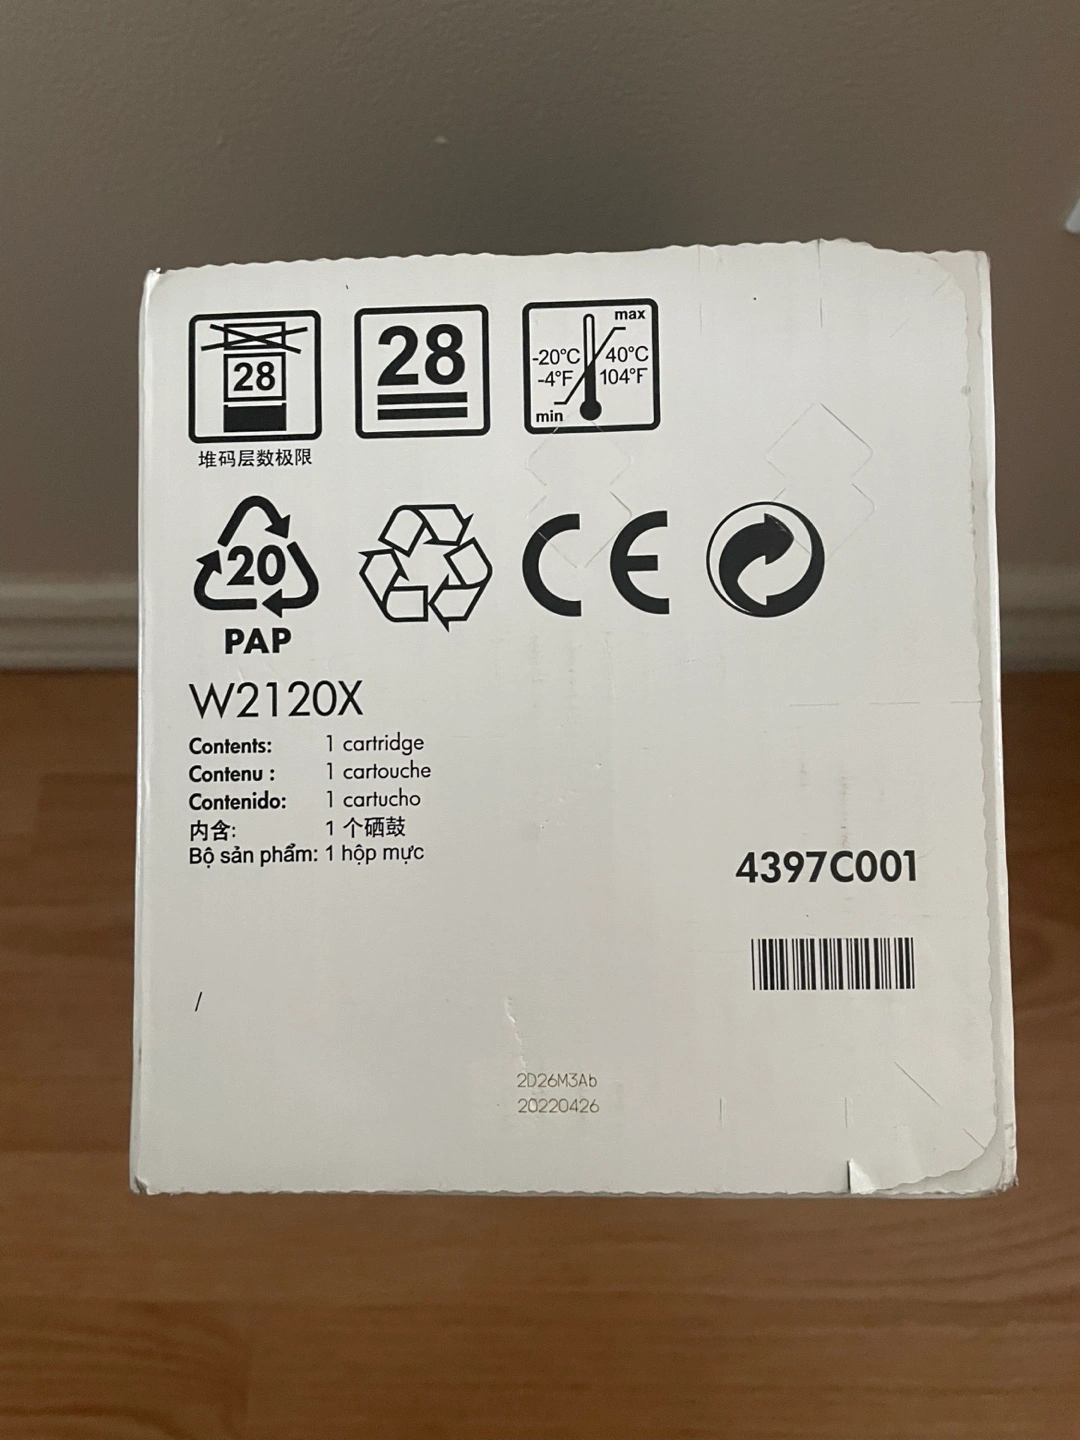 28
28
max
-20°C 40°C
-4°F 104°F
min
堆码层数极限
20
PAP
CE
W2120X
Contents: 1 cartridge
Contenu : 1 cartouche
Contenido: 1 cartucho
内含: 1 个硒鼓
Bộ sản phẩm: 1 hộp mực
4397C001
/
2D26M3Ab
20220426